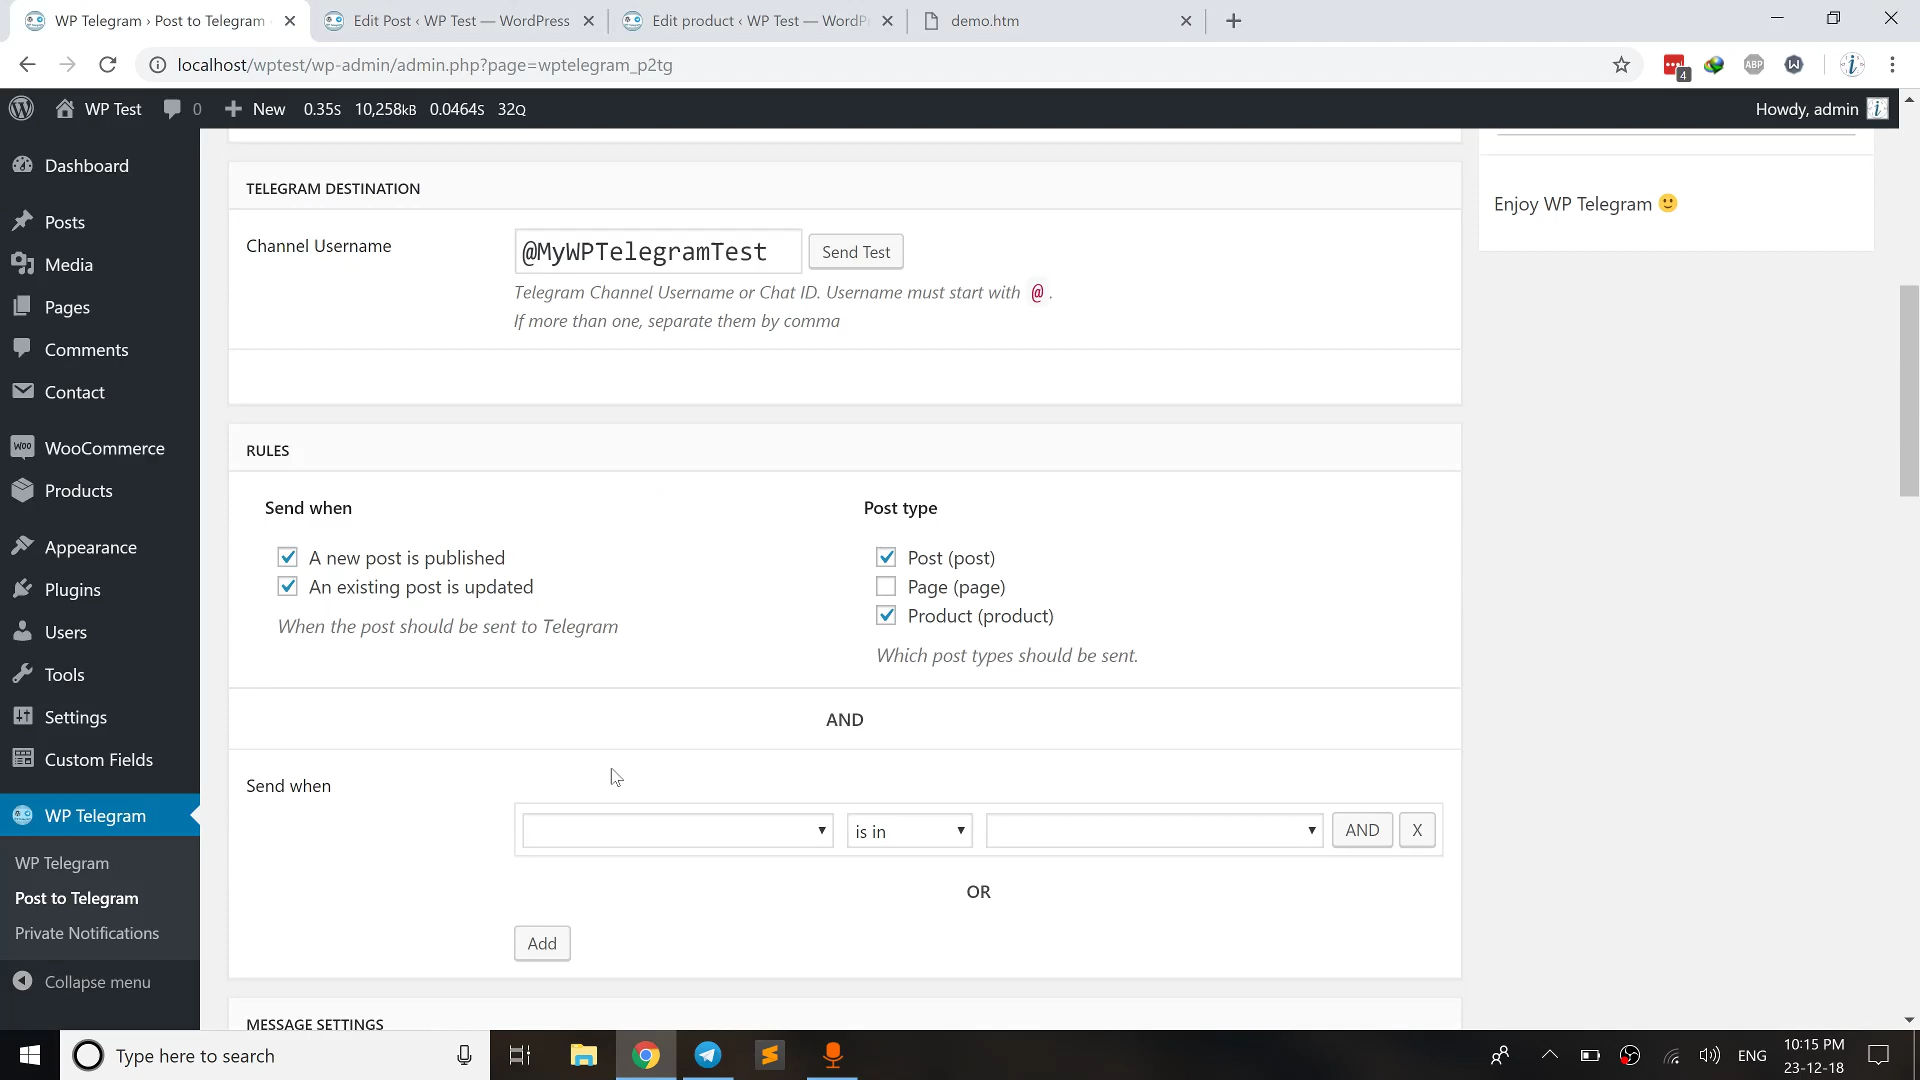 WP Telegram › Post to Telegram
Edit Post ‹ WP Test — WordPress
Edit product ‹ WP Test — WordPr
demo.htm
localhost/wptest/wp-admin/admin.php?page=wptelegram_p2tg
4
ABP
WP Test
0
New
0.35S
10,258KB
0.0464S
32Q
Howdy, admin
Dashboard
Posts
Media
Pages
Comments
Contact
WooCommerce
Products
Appearance
Plugins
Users
Tools
Settings
Custom Fields
WP Telegram
WP Telegram
Post to Telegram
Private Notifications
Collapse menu
TELEGRAM DESTINATION
Channel Username
@MyWPTelegramTest
Send Test
Telegram Channel Username or Chat ID. Username must start with @ .
If more than one, separate them by comma
RULES
Send when
A new post is published
An existing post is updated
When the post should be sent to Telegram
Post type
Post (post)
Page (page)
Product (product)
Which post types should be sent.
AND
Send when
is in
AND
X
OR
Add
MESSAGE SETTINGS
Enjoy WP Telegram 🙂
Type here to search
ENG
10:15 PM
23-12-18